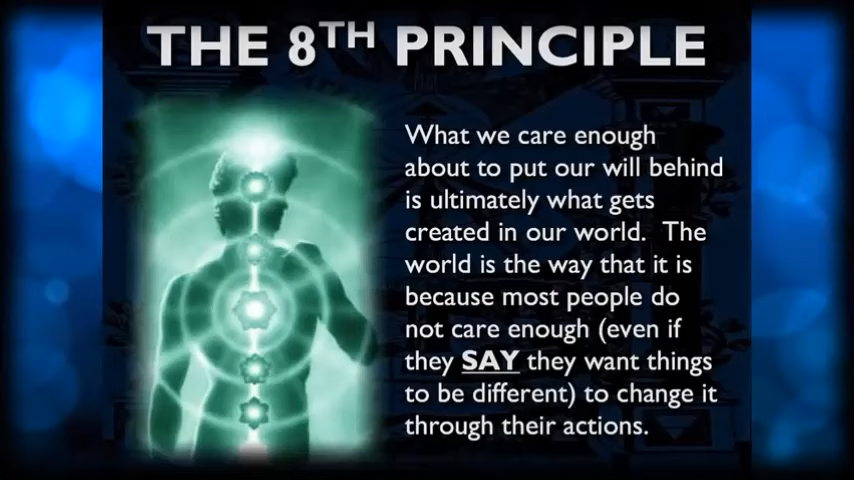 THE 8TH PRINCIPLE
What we care enough
about to put our will behind
is ultimately what gets
created in our world. The
world is the way that it is
because most people do
not care enough (even if
they SAY they want things
to be different) to change it
through their actions.